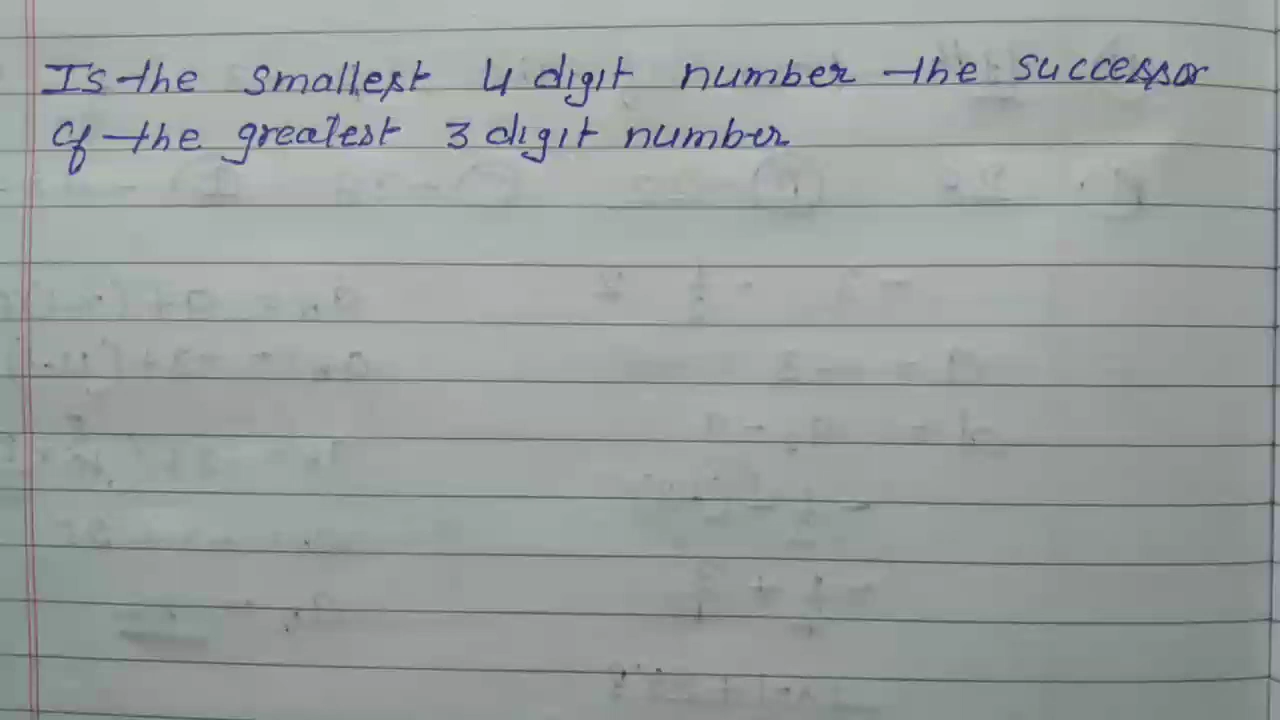 Is the smallest 4 digit number the successor
of the greatest 3 digit number